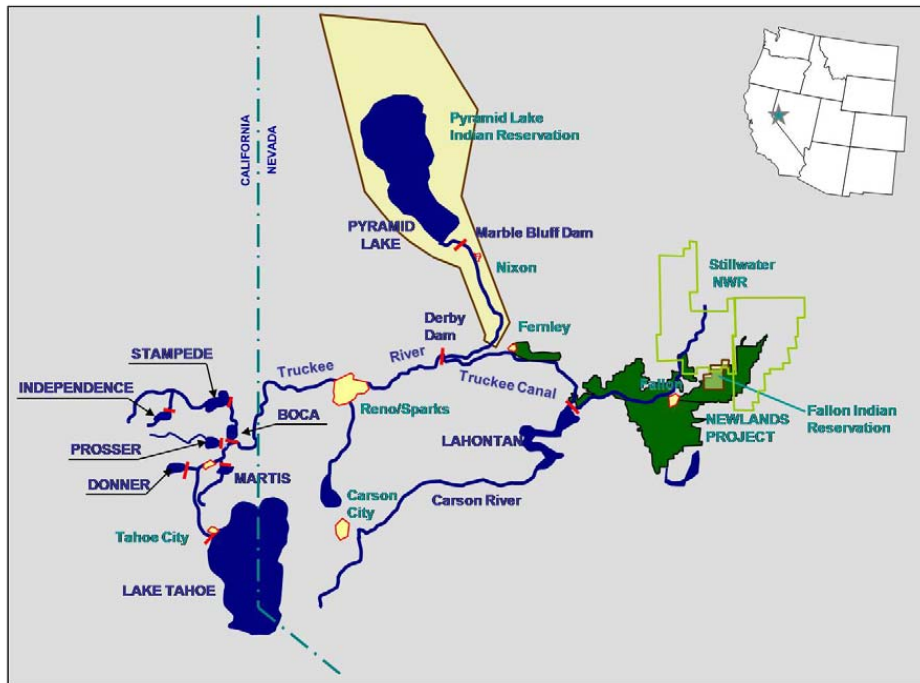 CALIFORNIA
NEVADA
Pyramid Lake
Indian Reservation
PYRAMID
LAKE
Marble Bluff Dam
Nixon
Stillwater
NWR
Derby
Dam
Fernley
STAMPEDE
Truckee
River
INDEPENDENCE
Truckee Canal
Fallon
BOCA
Reno/Sparks
NEWLANDS
PROJECT
Fallon Indian
Reservation
PROSSER
LAHONTAN
DONNER
MARTIS
Carson
City
Carson River
Tahoe City
LAKE TAHOE